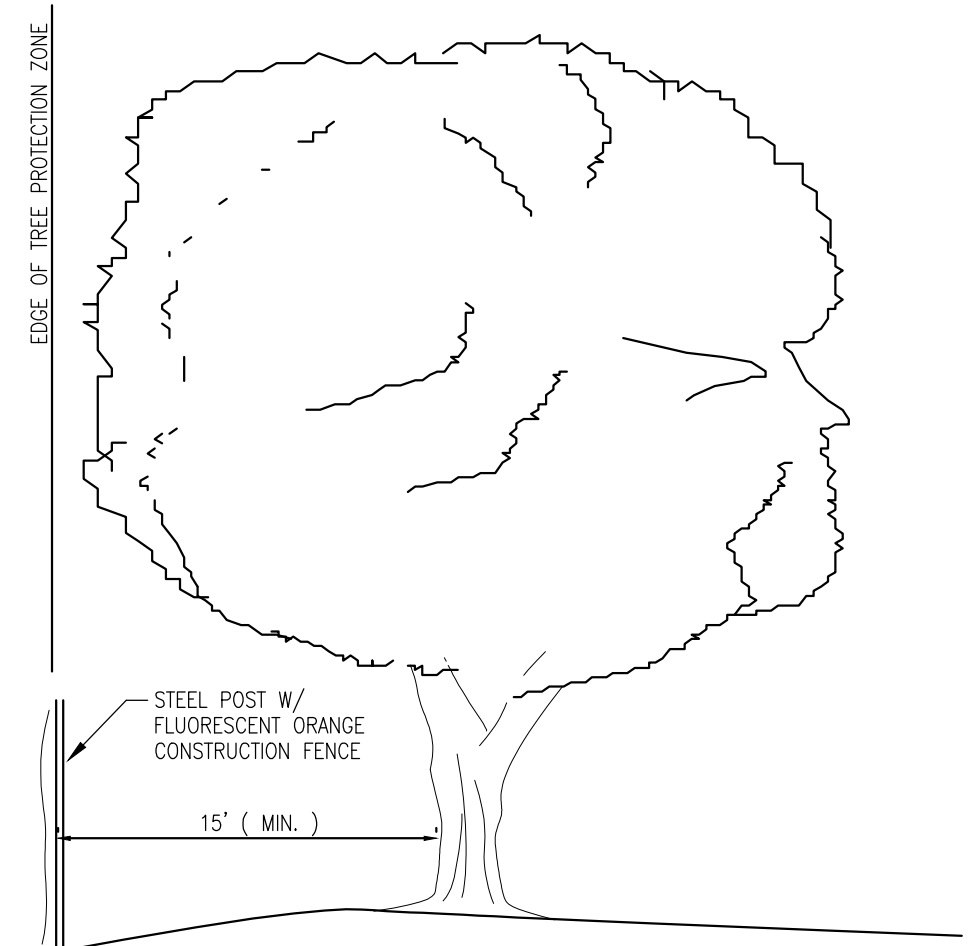 EDGE OF TREE PROTECTION ZONE
STEEL POST W/
FLUORESCENT ORANGE
CONSTRUCTION FENCE
15' ( MIN. )